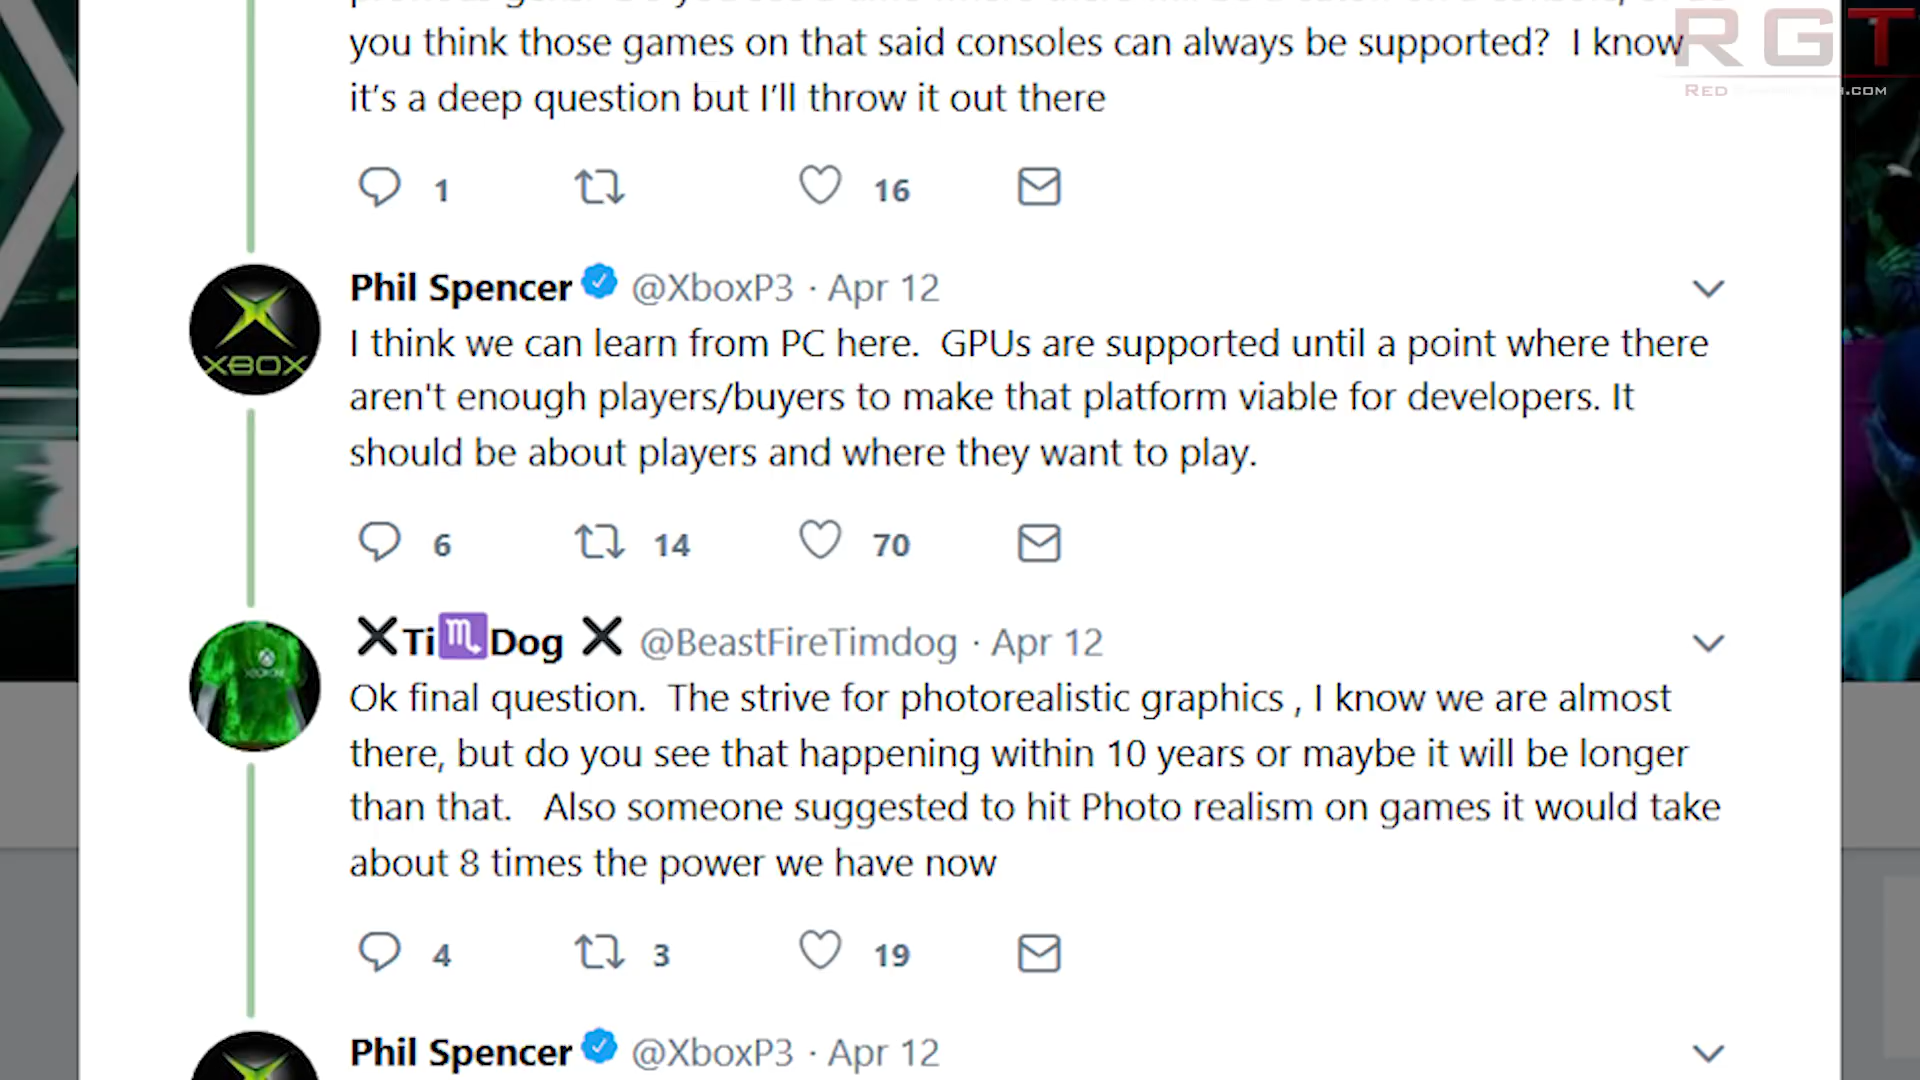 you think those games on that said consoles can always be supported?  I know
it's a deep question but I'll throw it out there
1
16
Phil Spencer @XboxP3 · Apr 12
I think we can learn from PC here.  GPUs are supported until a point where there
aren't enough players/buyers to make that platform viable for developers. It
should be about players and where they want to play.
6
14
70
XBOX
Ti♏Dog @BeastFireTimdog · Apr 12
Ok final question.  The strive for photorealistic graphics , I know we are almost
there, but do you see that happening within 10 years or maybe it will be longer
than that.   Also someone suggested to hit Photo realism on games it would take
about 8 times the power we have now
4
3
19
Phil Spencer @XboxP3 · Apr 12
RGT
RED
.COM